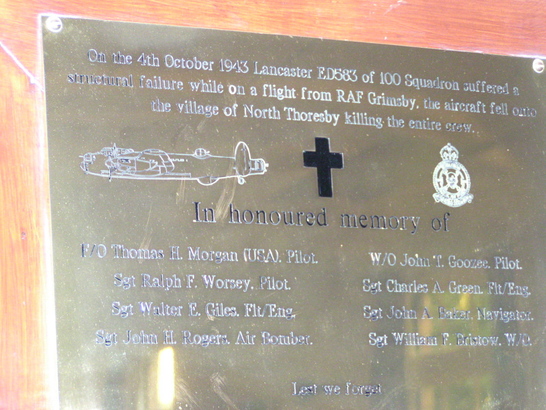 On the 4th October 1943 Lancaster ED583 of 100 Squadron suffered a
structural failure while on a flight from RAF Grimsby, the aircraft fell onto
the village of North Thoresby killing the entire crew.
In honoured memory of
F/O Thomas H. Morgan (USA), Pilot.
Sgt Ralph F. Worsey, Pilot.
Sgt Walter E. Giles, Flt/Eng.
Sgt John H. Rogers, Air Bomber.
W/O John T. Goozee, Pilot.
Sgt Charles A. Green, Flt/Eng.
Sgt John A. Baker, Navigator.
Sgt William F. Bristow, W/O.
Lest we forget